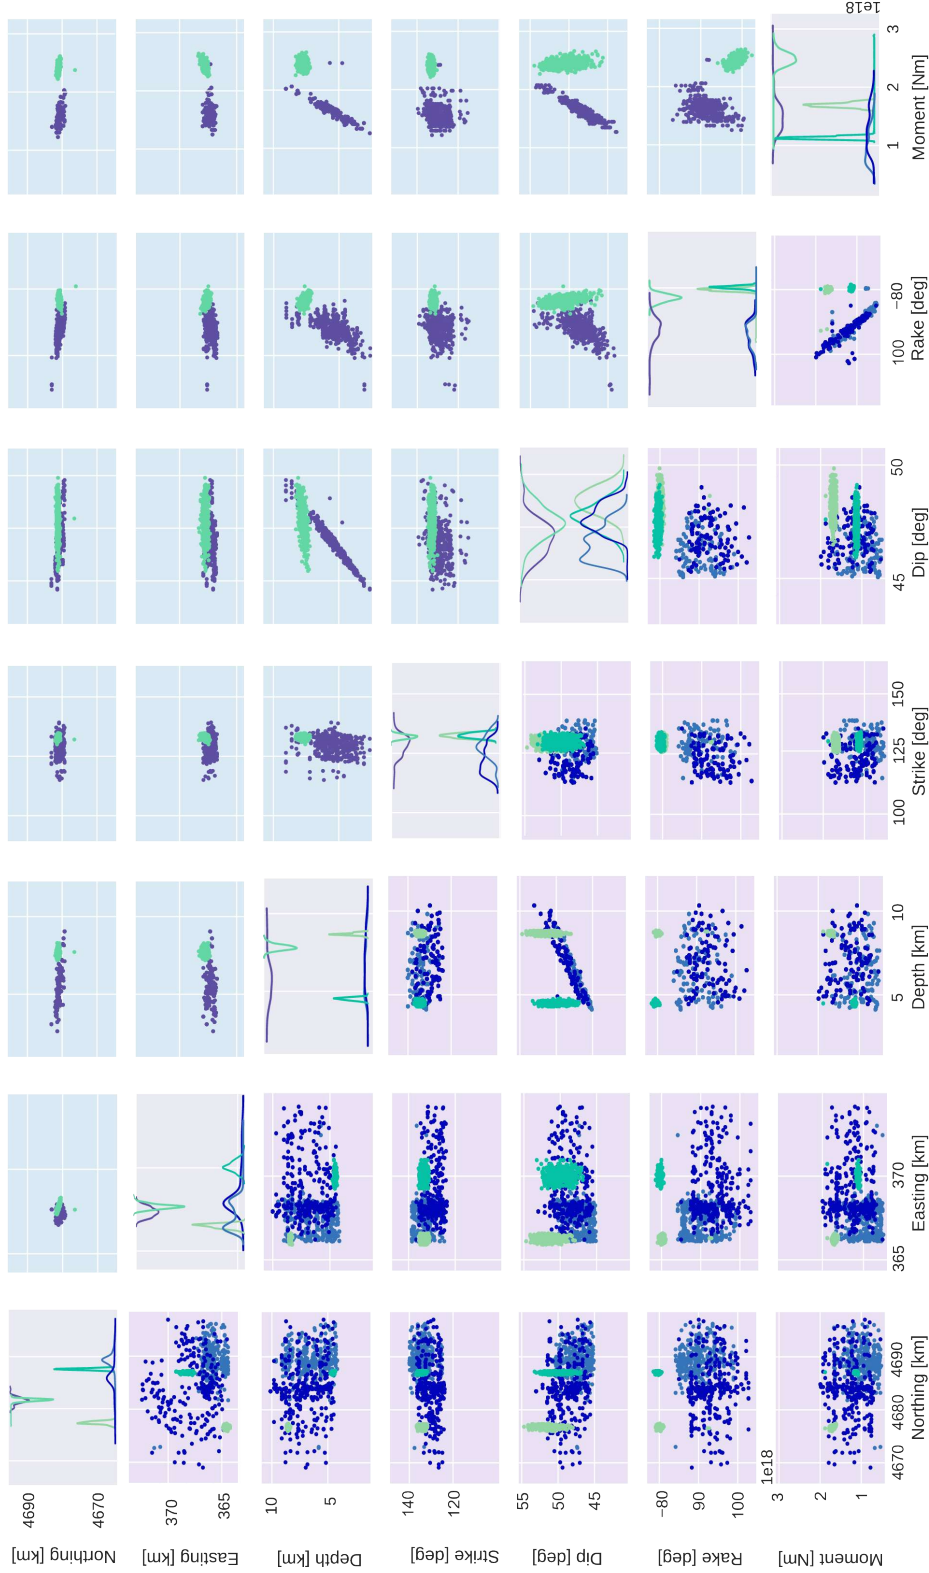 Northing [km]
4690
4670
Easting [km]
370
365
Depth [km]
10
5
Strike [deg]
140
120
Dip [deg]
55
50
45
Rake [deg]
−80
90
100
Moment [Nm]
1e18
3
2
1
4670 4680 4690
365 370
5 10
100 125 150
45 50
100 −80
1 2 3
1e18
Northing [km]
Easting [km]
Depth [km]
Strike [deg]
Dip [deg]
Rake [deg]
Moment [Nm]